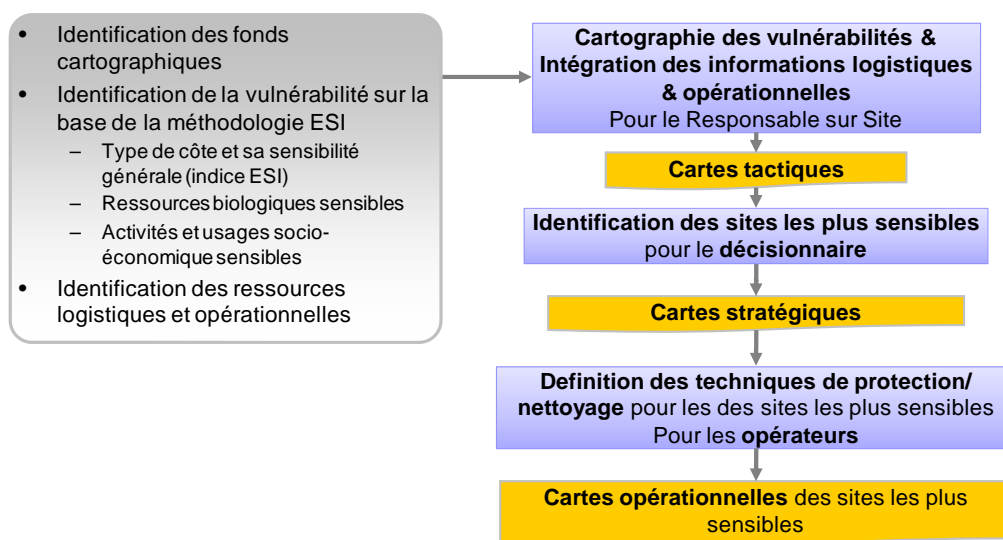 • Identification des fonds
cartographiques
• Identification de la vulnérabilité sur la
base de la méthodologie ESI
– Type de côte et sa sensibilité
générale (indice ESI)
– Ressources biologiques sensibles
– Activités et usages socio-
économique sensibles
• Identification des ressources
logistiques et opérationnelles
Cartographie des vulnérabilités &
Intégration des informations logistiques
& opérationnelles
Pour le Responsable sur Site
Cartes tactiques
Identification des sites les plus sensibles
pour le décisionnaire
Cartes stratégiques
Definition des techniques de protection/
nettoyage pour les des sites les plus sensible
Pour les opérateurs
Cartes opérationnelles des sites les plus
sensibles